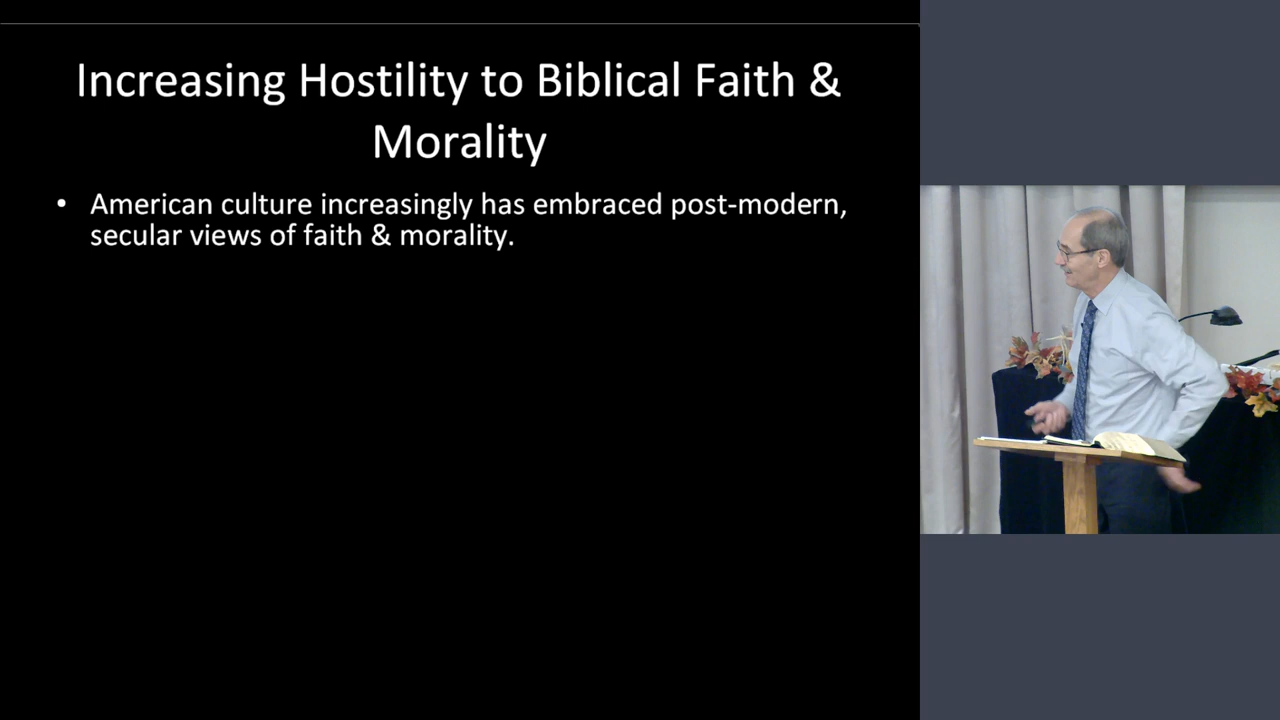 Increasing Hostility to Biblical Faith &
Morality
• American culture increasingly has embraced post-modern,
secular views of faith & morality.